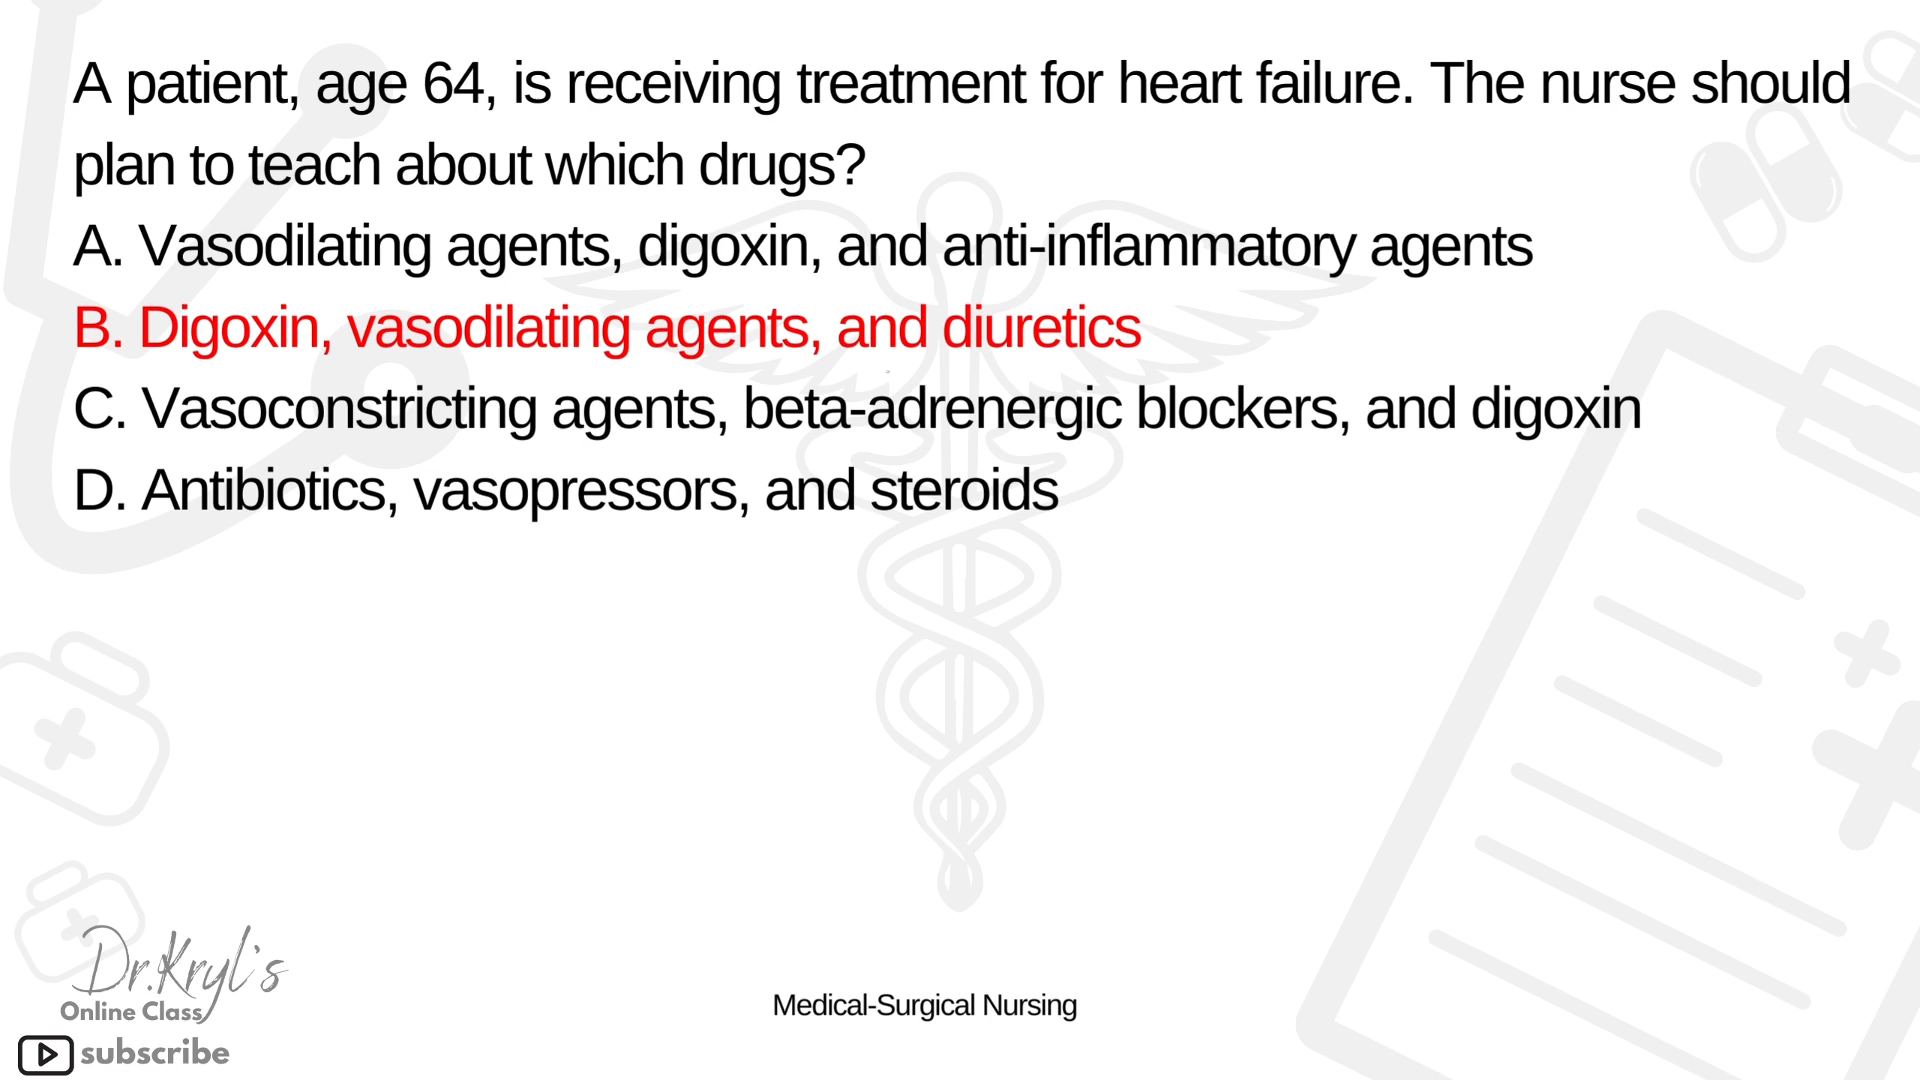 A patient, age 64, is receiving treatment for heart failure. The nurse should
plan to teach about which drugs?
A. Vasodilating agents, digoxin, and anti-inflammatory agents
B. Digoxin, vasodilating agents, and diuretics
C. Vasoconstricting agents, beta-adrenergic blockers, and digoxin
D. Antibiotics, vasopressors, and steroids
Dr.Kryl's
Online Class
subscribe
Medical-Surgical Nursing